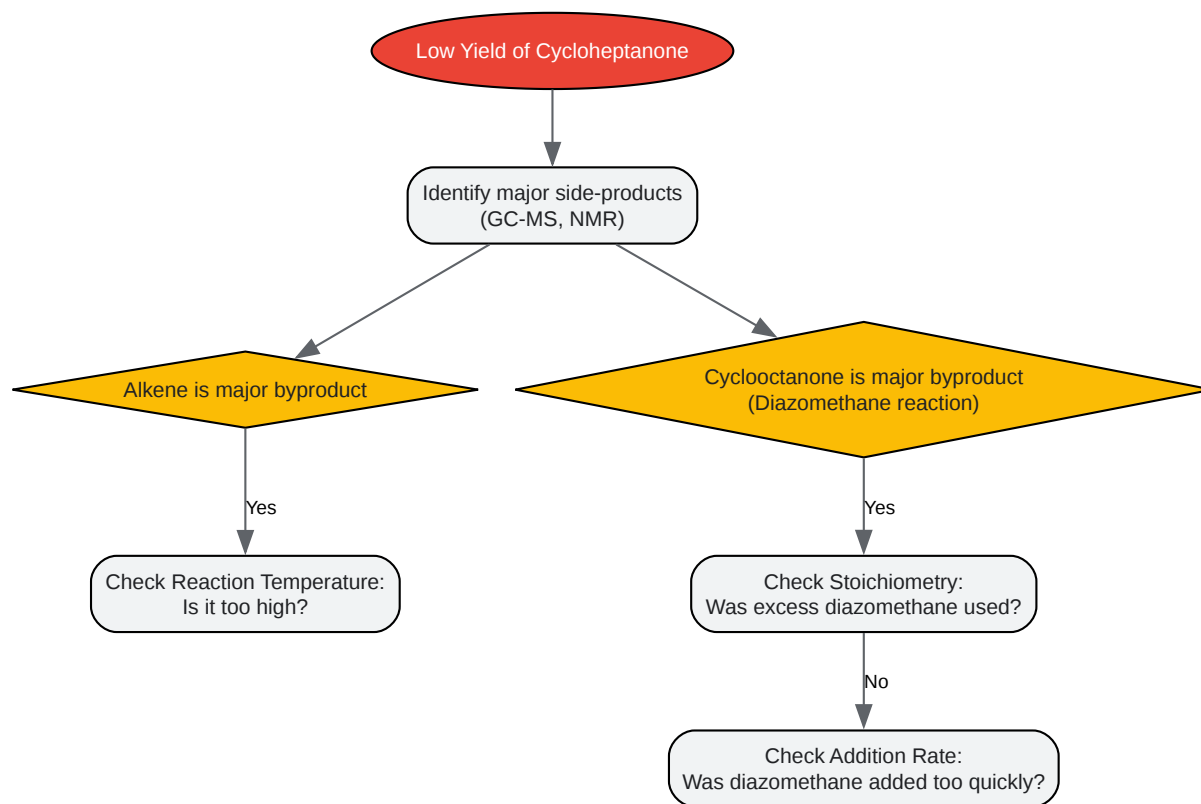 Low Yield of Cycloheptanone
Identify major side-products
(GC-MS, NMR)
Alkene is major byproduct
Cyclooctanone is major byproduct
(Diazomethane reaction)
Yes
Yes
Check Reaction Temperature:
Is it too high?
Check Stoichiometry:
Was excess diazomethane used?
No
Check Addition Rate:
Was diazomethane added too quickly?